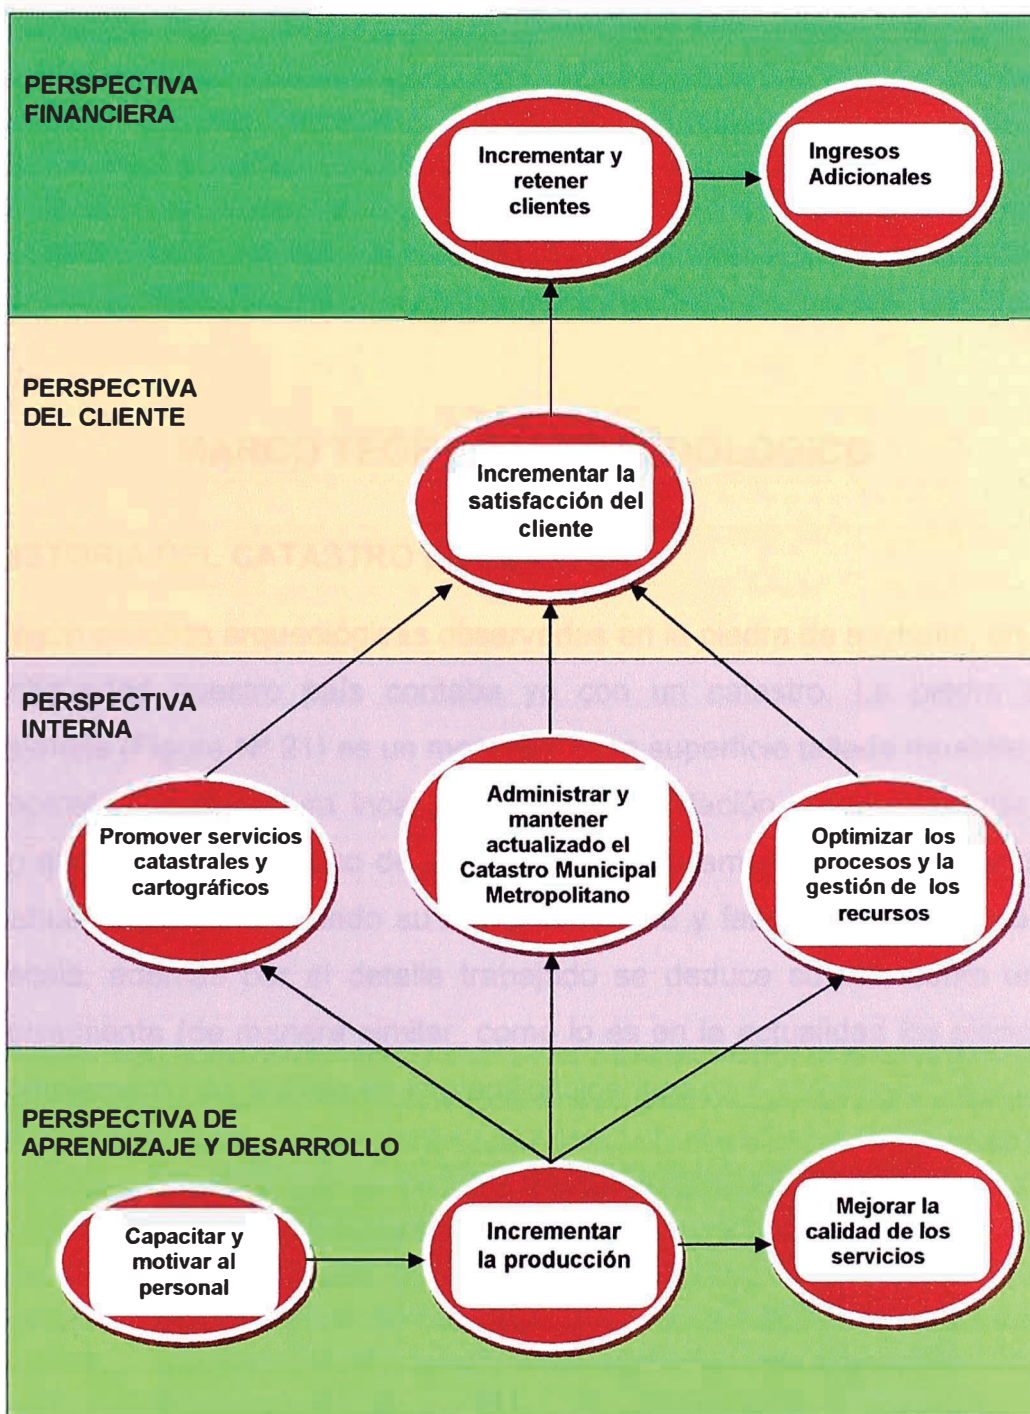 PERSPECTIVA
FINANCIERA
Incrementar y
retener
clientes
Ingresos
Adicionales
PERSPECTIVA
DEL CLIENTE
Incrementar la
satisfacción del
cliente
PERSPECTIVA
INTERNA
Promover servicios
catastrales y
cartográficos
Administrar y
mantener
actualizado el
Catastro Municipal
Metropolitano
Optimizar los
procesos y la
gestión de los
recursos
PERSPECTIVA DE
APRENDIZAJE Y DESARROLLO
Capacitar y
motivar al
personal
Incrementar
la producción
Mejorar la
calidad de los
servicios